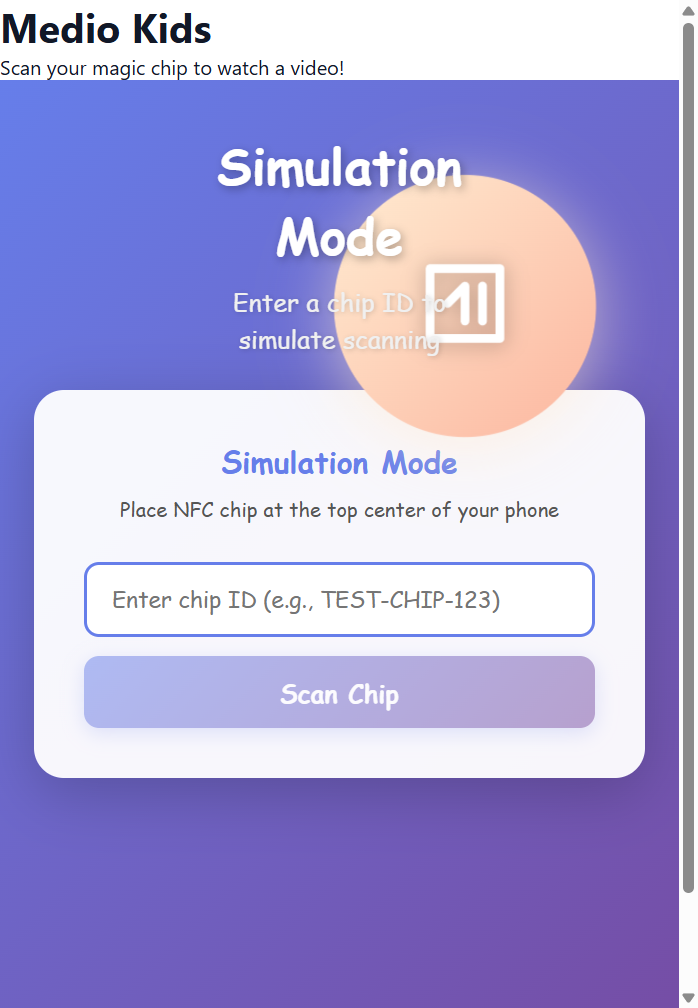 Medio Kids
Scan your magic chip to watch a video!
Simulation
Mode
Enter a chip ID to
simulate scanning
Simulation Mode
Place NFC chip at the top center of your phone
Enter chip ID (e.g., TEST-CHIP-123)
Scan Chip